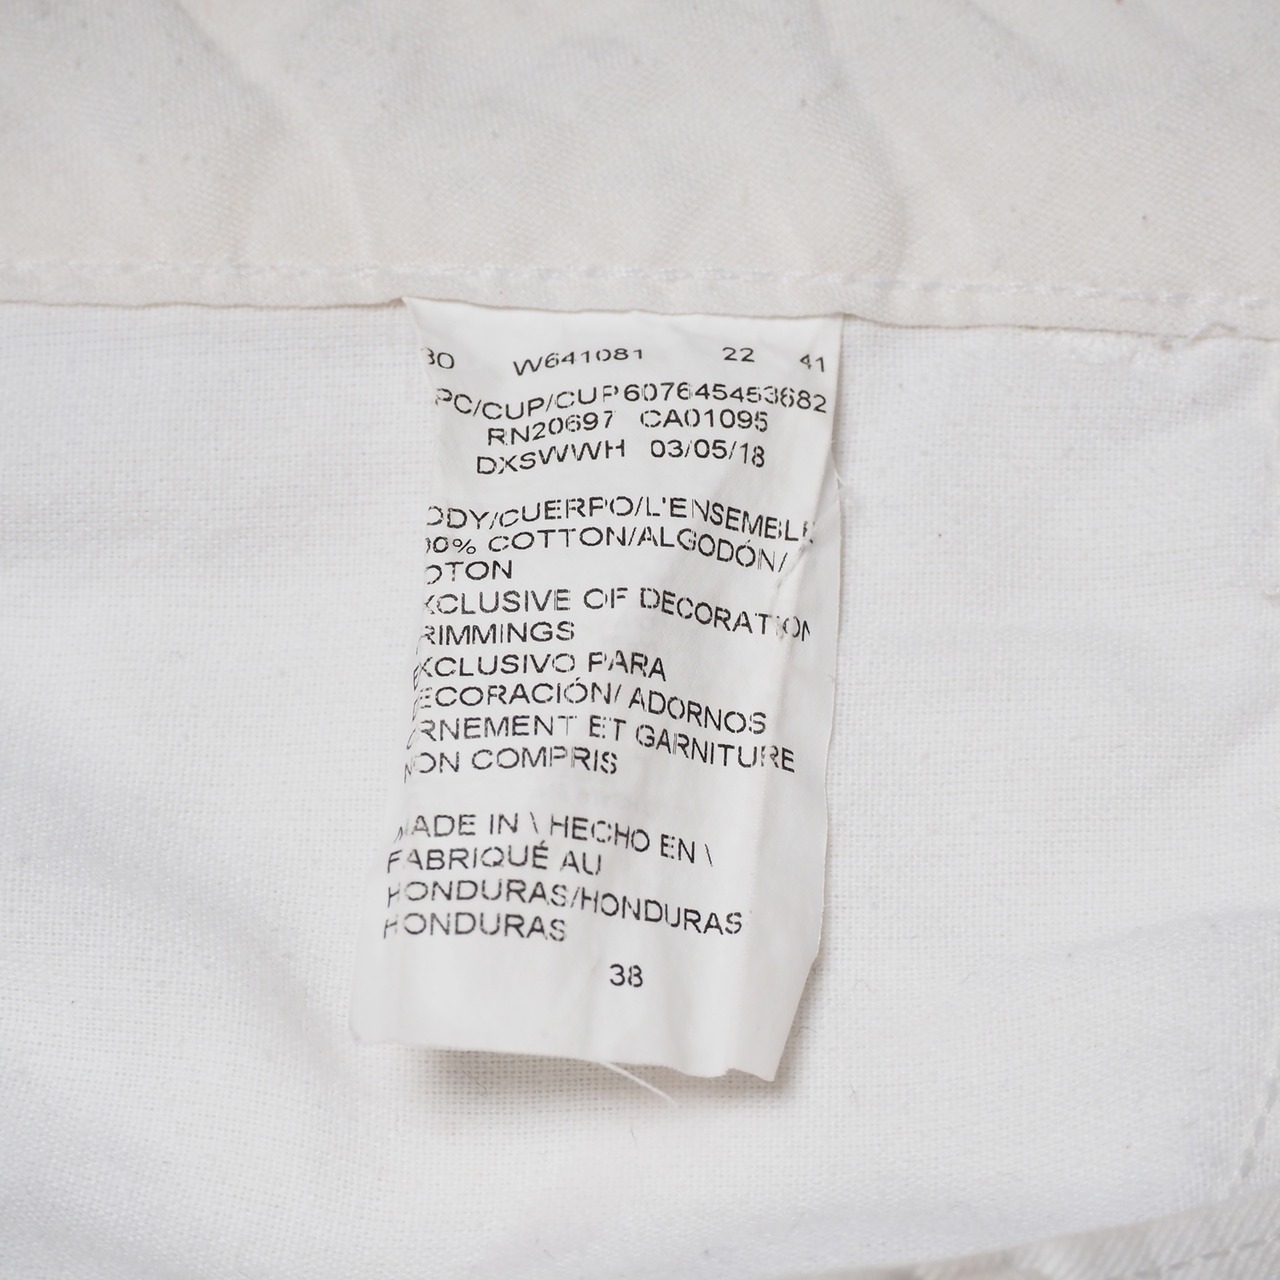 30 W641081 22 41
PC/CUP/CUP607645453682
RN20697 CA01095
DXSWWH 03/05/18
ODY/CUERPO/L'ENSEMBLE
00% COTTON/ALGODÓN/
OTON
XCLUSIVE OF DECORATION
RIMMINGS
EXCLUSIVO PARA
DECORACIÓN/ ADORNOS
ORNEMENT ET GARNITURE
NON COMPRIS
MADE IN \ HECHO EN \
FABRIQUÉ AU
HONDURAS/HONDURAS
HONDURAS
38